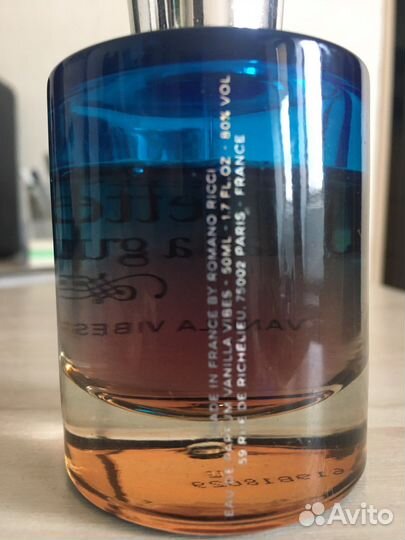 MADE IN FRANCE BY ROMANO RICCI
EAU DE PARFUM VANILLA VIBES - 50ML - 1.7 FL.OZ - 80% VOL
59 RUE DE RICHELIEU. 75002 PARIS - FRANCE
VANILLA VIBES
Avito